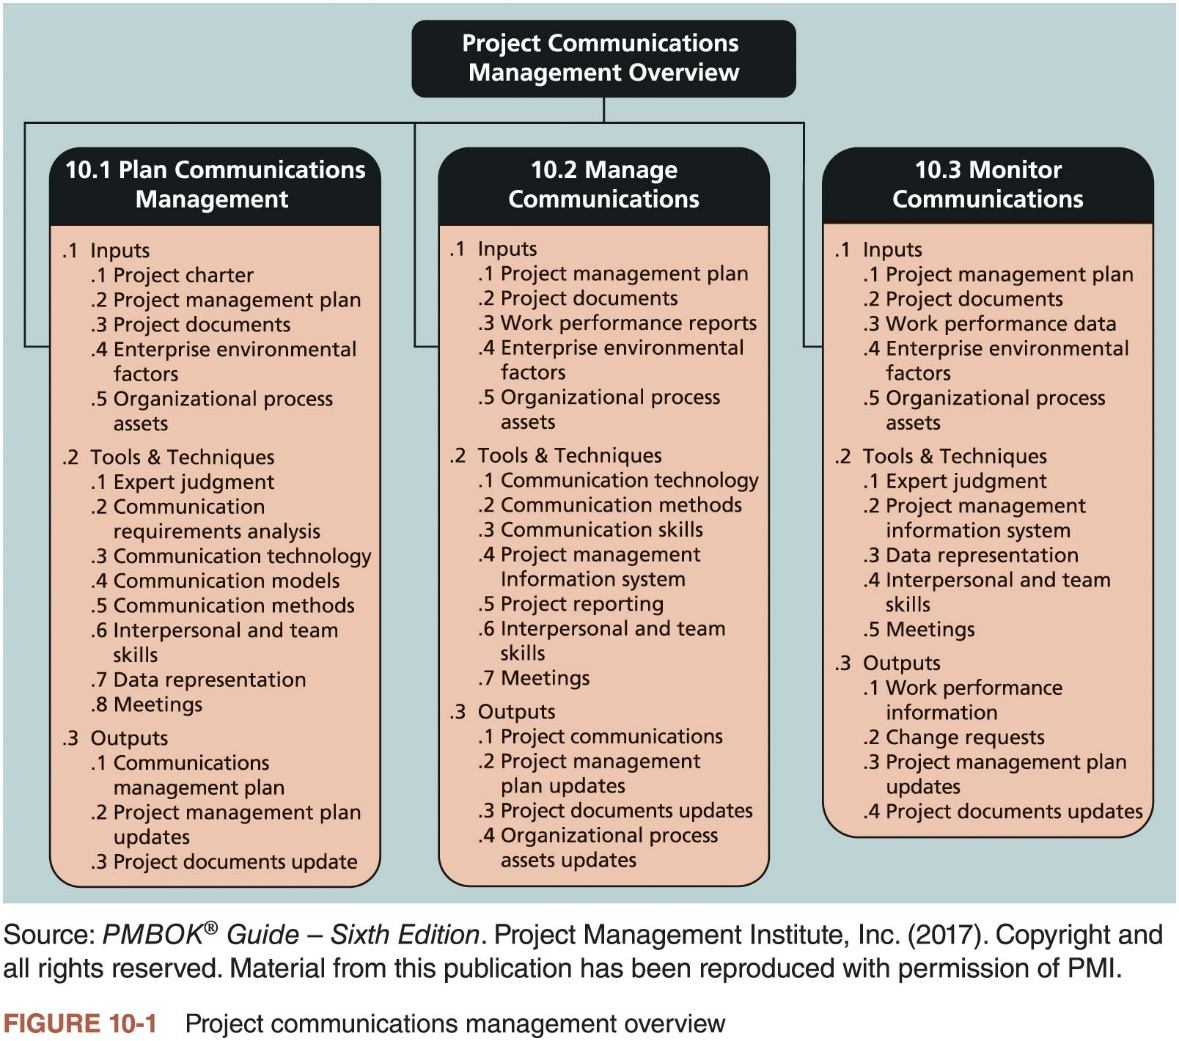 Project Communications
Management Overview
10.1 Plan Communications
Management
.1 Inputs
.1 Project charter
.2 Project management plan
.3 Project documents
.4 Enterprise environmental
factors
.5 Organizational process
assets
.2 Tools & Techniques
.1 Expert judgment
.2 Communication
requirements analysis
.3 Communication technology
.4 Communication models
.5 Communication methods
.6 Interpersonal and team
skills
.7 Data representation
.8 Meetings
.3 Outputs
.1 Communications
management plan
.2 Project management plan
updates
.3 Project documents update
10.2 Manage
Communications
.1 Inputs
.1 Project management plan
.2 Project documents
.3 Work performance reports
.4 Enterprise environmental
factors
.5 Organizational process
assets
.2 Tools & Techniques
.1 Communication technology
.2 Communication methods
.3 Communication skills
.4 Project management
Information system
.5 Project reporting
.6 Interpersonal and team
skills
.7 Meetings
.3 Outputs
.1 Project communications
.2 Project management
plan updates
.3 Project documents updates
.4 Organizational process
assets updates
10.3 Monitor
Communications
.1 Inputs
.1 Project management plan
.2 Project documents
.3 Work performance data
.4 Enterprise environmental
factors
.5 Organizational process
assets
.2 Tools & Techniques
.1 Expert judgment
.2 Project management
information system
.3 Data representation
.4 Interpersonal and team
skills
.5 Meetings
.3 Outputs
.1 Work performance
information
.2 Change requests
.3 Project management plan
updates
.4 Project documents updates
Source: PMBOK® Guide – Sixth Edition. Project Management Institute, Inc. (2017). Copyright and
all rights reserved. Material from this publication has been reproduced with permission of PMI.
FIGURE 10-1 Project communications management overview